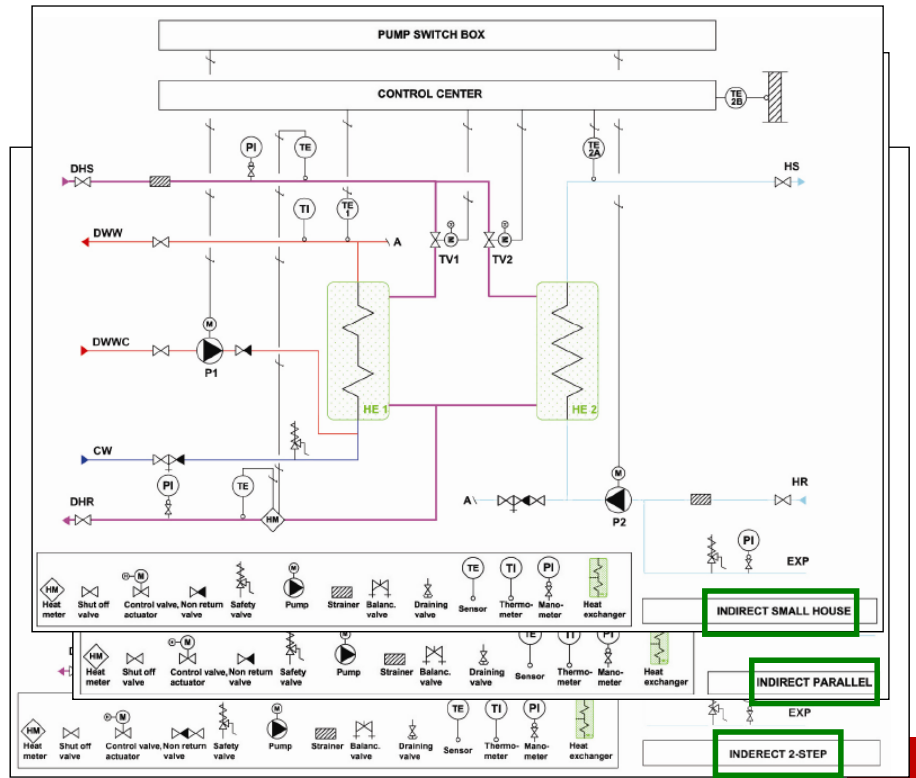 PUMP SWITCH BOX
CONTROL CENTER
TE
2B
PI
TE
TE
2A
DHS
HS
TI
TE
1
DWW
A
M
M
TV1
TV2
M
DWWC
P1
HE 1
HE 2
CW
M
PI
TE
HR
DHR
A
HM
P2
PI
EXP
HM
M
M
TE
TI
PI
Heat
meter
Shut off
valve
Control valve,
actuator
Non return
valve
Safety
valve
Pump
Strainer
Balanc.
valve
Draining
valve
Sensor
Thermo-
meter
Mano-
meter
Heat
exchanger
INDIRECT SMALL HOUSE
HM
M
M
TE
TI
PI
Heat
meter
Shut off
valve
Control valve,
actuator
Non return
valve
Safety
valve
Pump
Strainer
Balanc.
valve
Draining
valve
Sensor
Thermo-
meter
Mano-
meter
Heat
exchanger
INDIRECT PARALLEL
EXP
HM
M
M
TE
TI
PI
Heat
meter
Shut off
valve
Control valve,
actuator
Non return
valve
Safety
valve
Pump
Strainer
Balanc.
valve
Draining
valve
Sensor
Thermo-
meter
Mano-
meter
Heat
exchanger
INDERECT 2-STEP